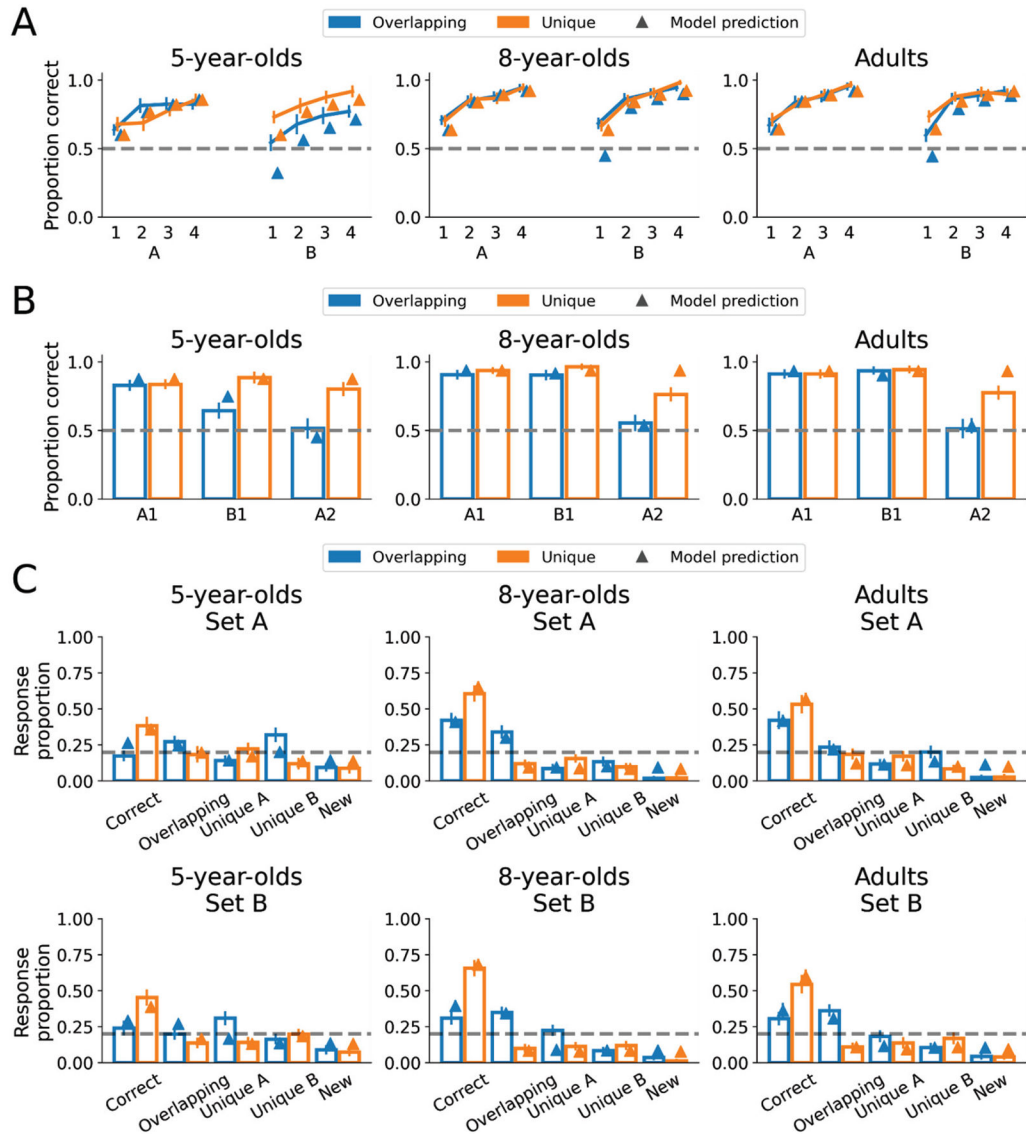 A
Overlapping Unique Model prediction
5-year-olds 8-year-olds Adults
Proportion correct
1.0 1.0 1.0
0.5 0.5 0.5
0.0 0.0 0.0
1 2 3 4 1 2 3 4 1 2 3 4 1 2 3 4 1 2 3 4 1 2 3 4
A B A B A B
B
Overlapping Unique Model prediction
5-year-olds 8-year-olds Adults
Proportion correct
1.0 1.0 1.0
0.5 0.5 0.5
0.0 0.0 0.0
A1 B1 A2 A1 B1 A2 A1 B1 A2
C
Overlapping Unique Model prediction
5-year-olds 8-year-olds Adults
Set A Set A Set A
Response
proportion
1.00 1.00 1.00
0.75 0.75 0.75
0.50 0.50 0.50
0.25 0.25 0.25
0.00 0.00 0.00
Correct Overlapping Unique A Unique B New Correct Overlapping Unique A Unique B New Correct Overlapping Unique A Unique B New
5-year-olds 8-year-olds Adults
Set B Set B Set B
Response
proportion
1.00 1.00 1.00
0.75 0.75 0.75
0.50 0.50 0.50
0.25 0.25 0.25
0.00 0.00 0.00
Correct Overlapping Unique A Unique B New Correct Overlapping Unique A Unique B New Correct Overlapping Unique A Unique B New